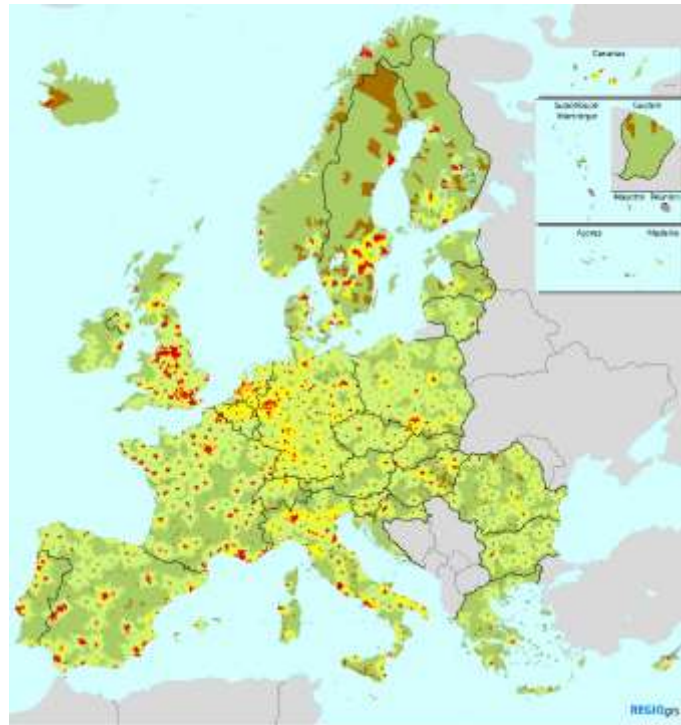 Canarias
Guadeloupe
Martinique
Guyane
Mayotte
Réunion
Açores
Madeira
REGIOgis